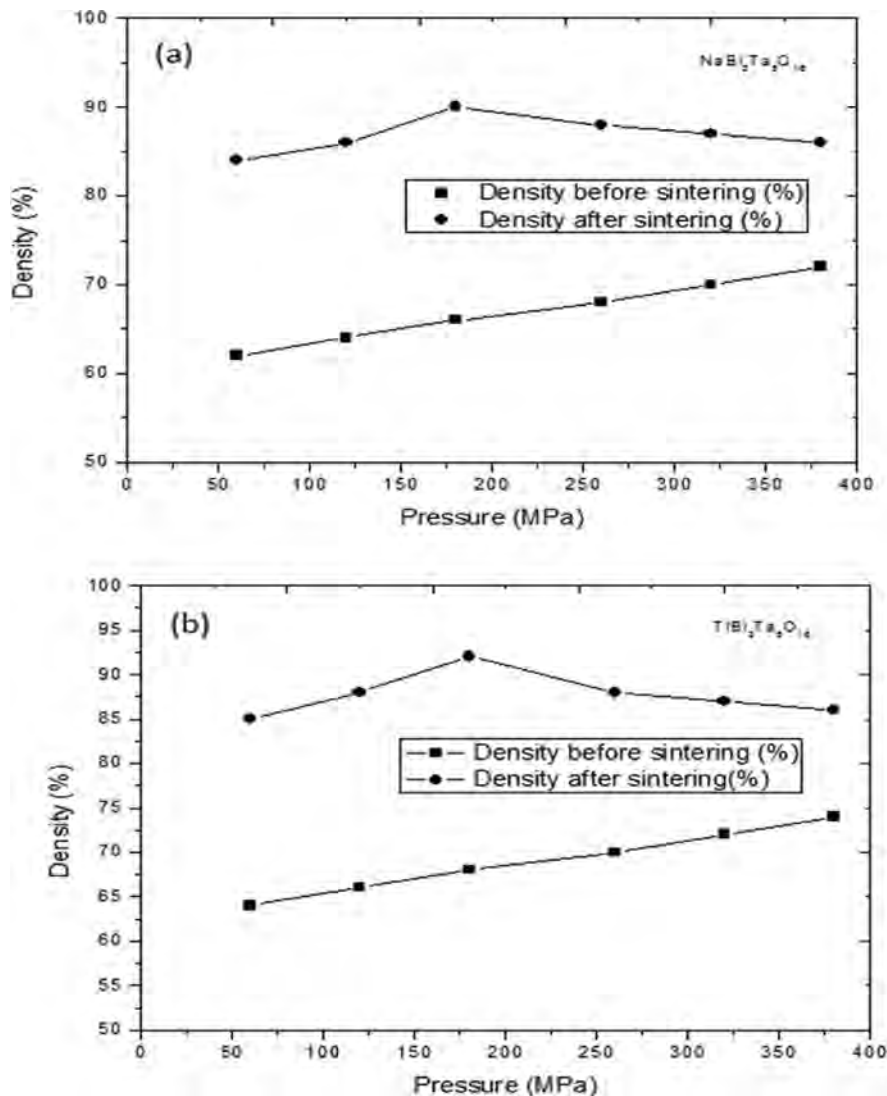 100
(a)
NaBi₂Ta₅O₁₆
90
Density before sintering (%)
Density after sintering (%)
80
Density (%)
70
60
50
0 50 100 150 200 250 300 350 400
Pressure (MPa)
100
(b)
95
90
85
Density before sintering (%)
Density after sintering(%)
80
Density (%)
75
70
65
60
55
50
0 50 100 150 200 250 300 350 400
Pressure (MPa)